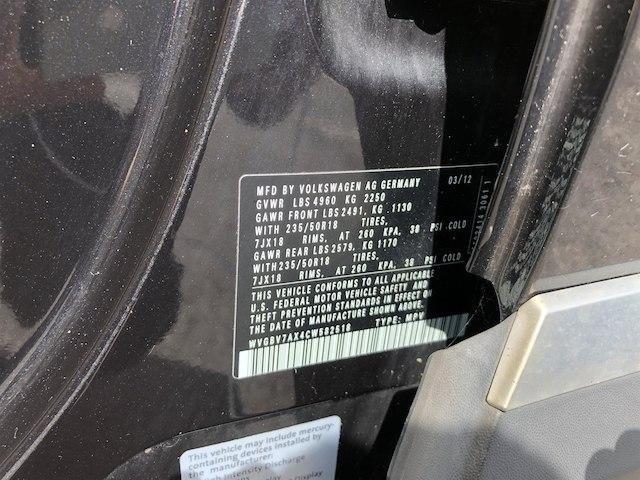 MFD BY VOLKSWAGEN AG GERMANY 03/12
GVWR LBS 4960 KG 2250
GAWR FRONT LBS 2491, KG 1130
WITH 235/50R18 TIRES,
7JX18 RIMS, AT 260 KPA, 38 PSI COLD
GAWR REAR LBS 2579, KG 1170
WITH 235/50R18 TIRES,
7JX18 RIMS, AT 260 KPA, 38 PSI COLD
THIS VEHICLE CONFORMS TO ALL APPLICABLE
U.S. FEDERAL MOTOR VEHICLE SAFETY AND
THEFT PREVENTION STANDARDS IN EFFECT ON
THE DATE OF MANUFACTURE SHOWN ABOVE.
TYPE: MPV
This vehicle may include mercury-
containing devices installed by
the manufacturer:
Intensity Discharge
Display